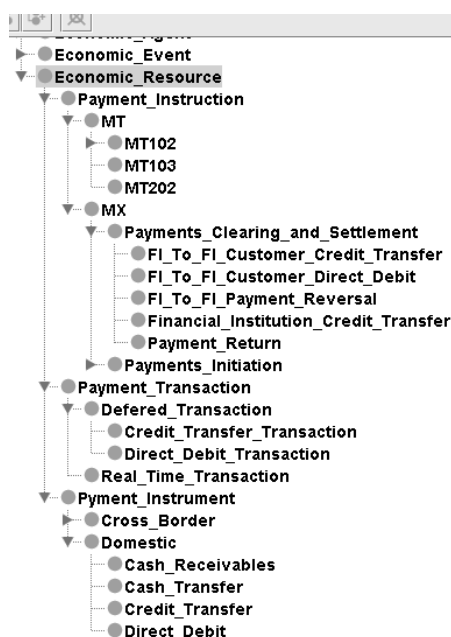 Economic_Agent
Economic_Event
Economic_Resource
Payment_Instruction
MT
MT102
MT103
MT202
MX
Payments_Clearing_and_Settlement
FI_To_FI_Customer_Credit_Transfer
FI_To_FI_Customer_Direct_Debit
FI_To_FI_Payment_Reversal
Financial_Institution_Credit_Transfer
Payment_Return
Payments_Initiation
Payment_Transaction
Defered_Transaction
Credit_Transfer_Transaction
Direct_Debit_Transaction
Real_Time_Transaction
Pyment_Instrument
Cross_Border
Domestic
Cash_Receivables
Cash_Transfer
Credit_Transfer
Direct_Debit